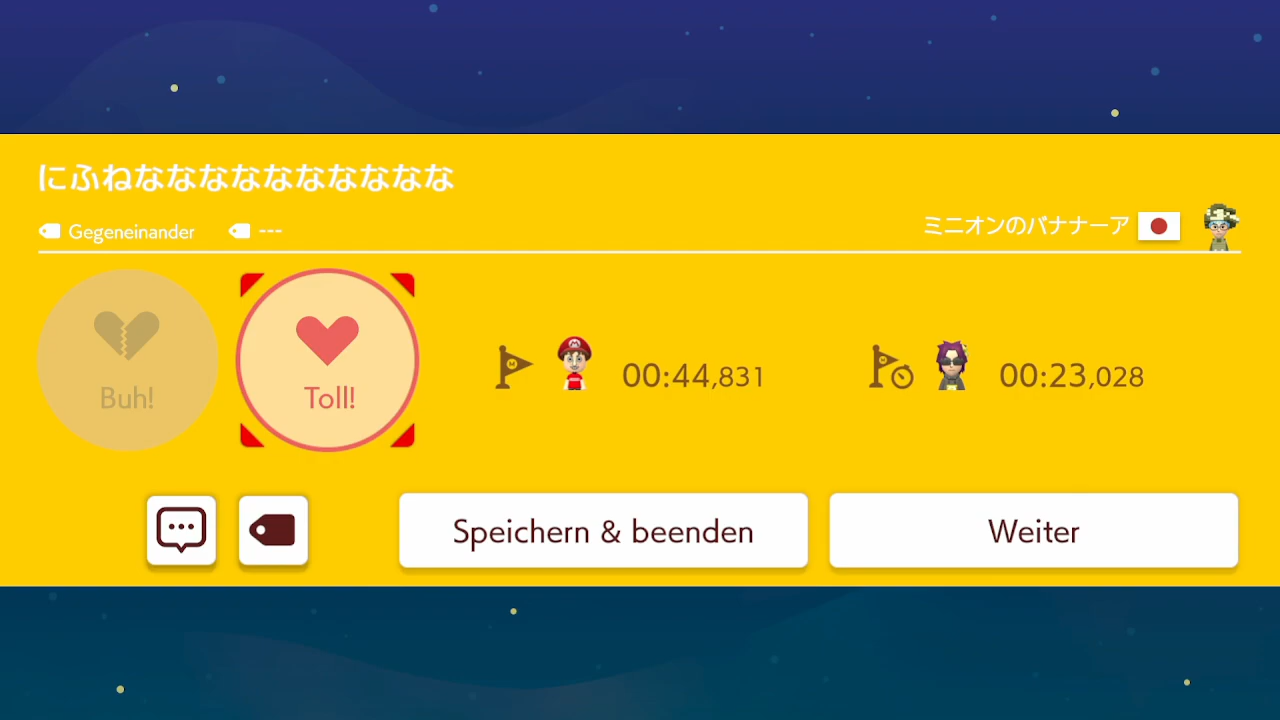 にふねなななななななななな
Gegeneinander ---
ミニオンのバナナーア
Buh!
Toll!
M 00:44,831
M 00:23,028
Speichern & beenden
Weiter